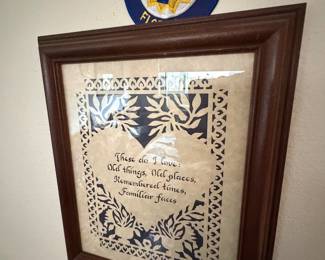 These do I love:
Old things, Old places,
Remembered times,
Familiar faces